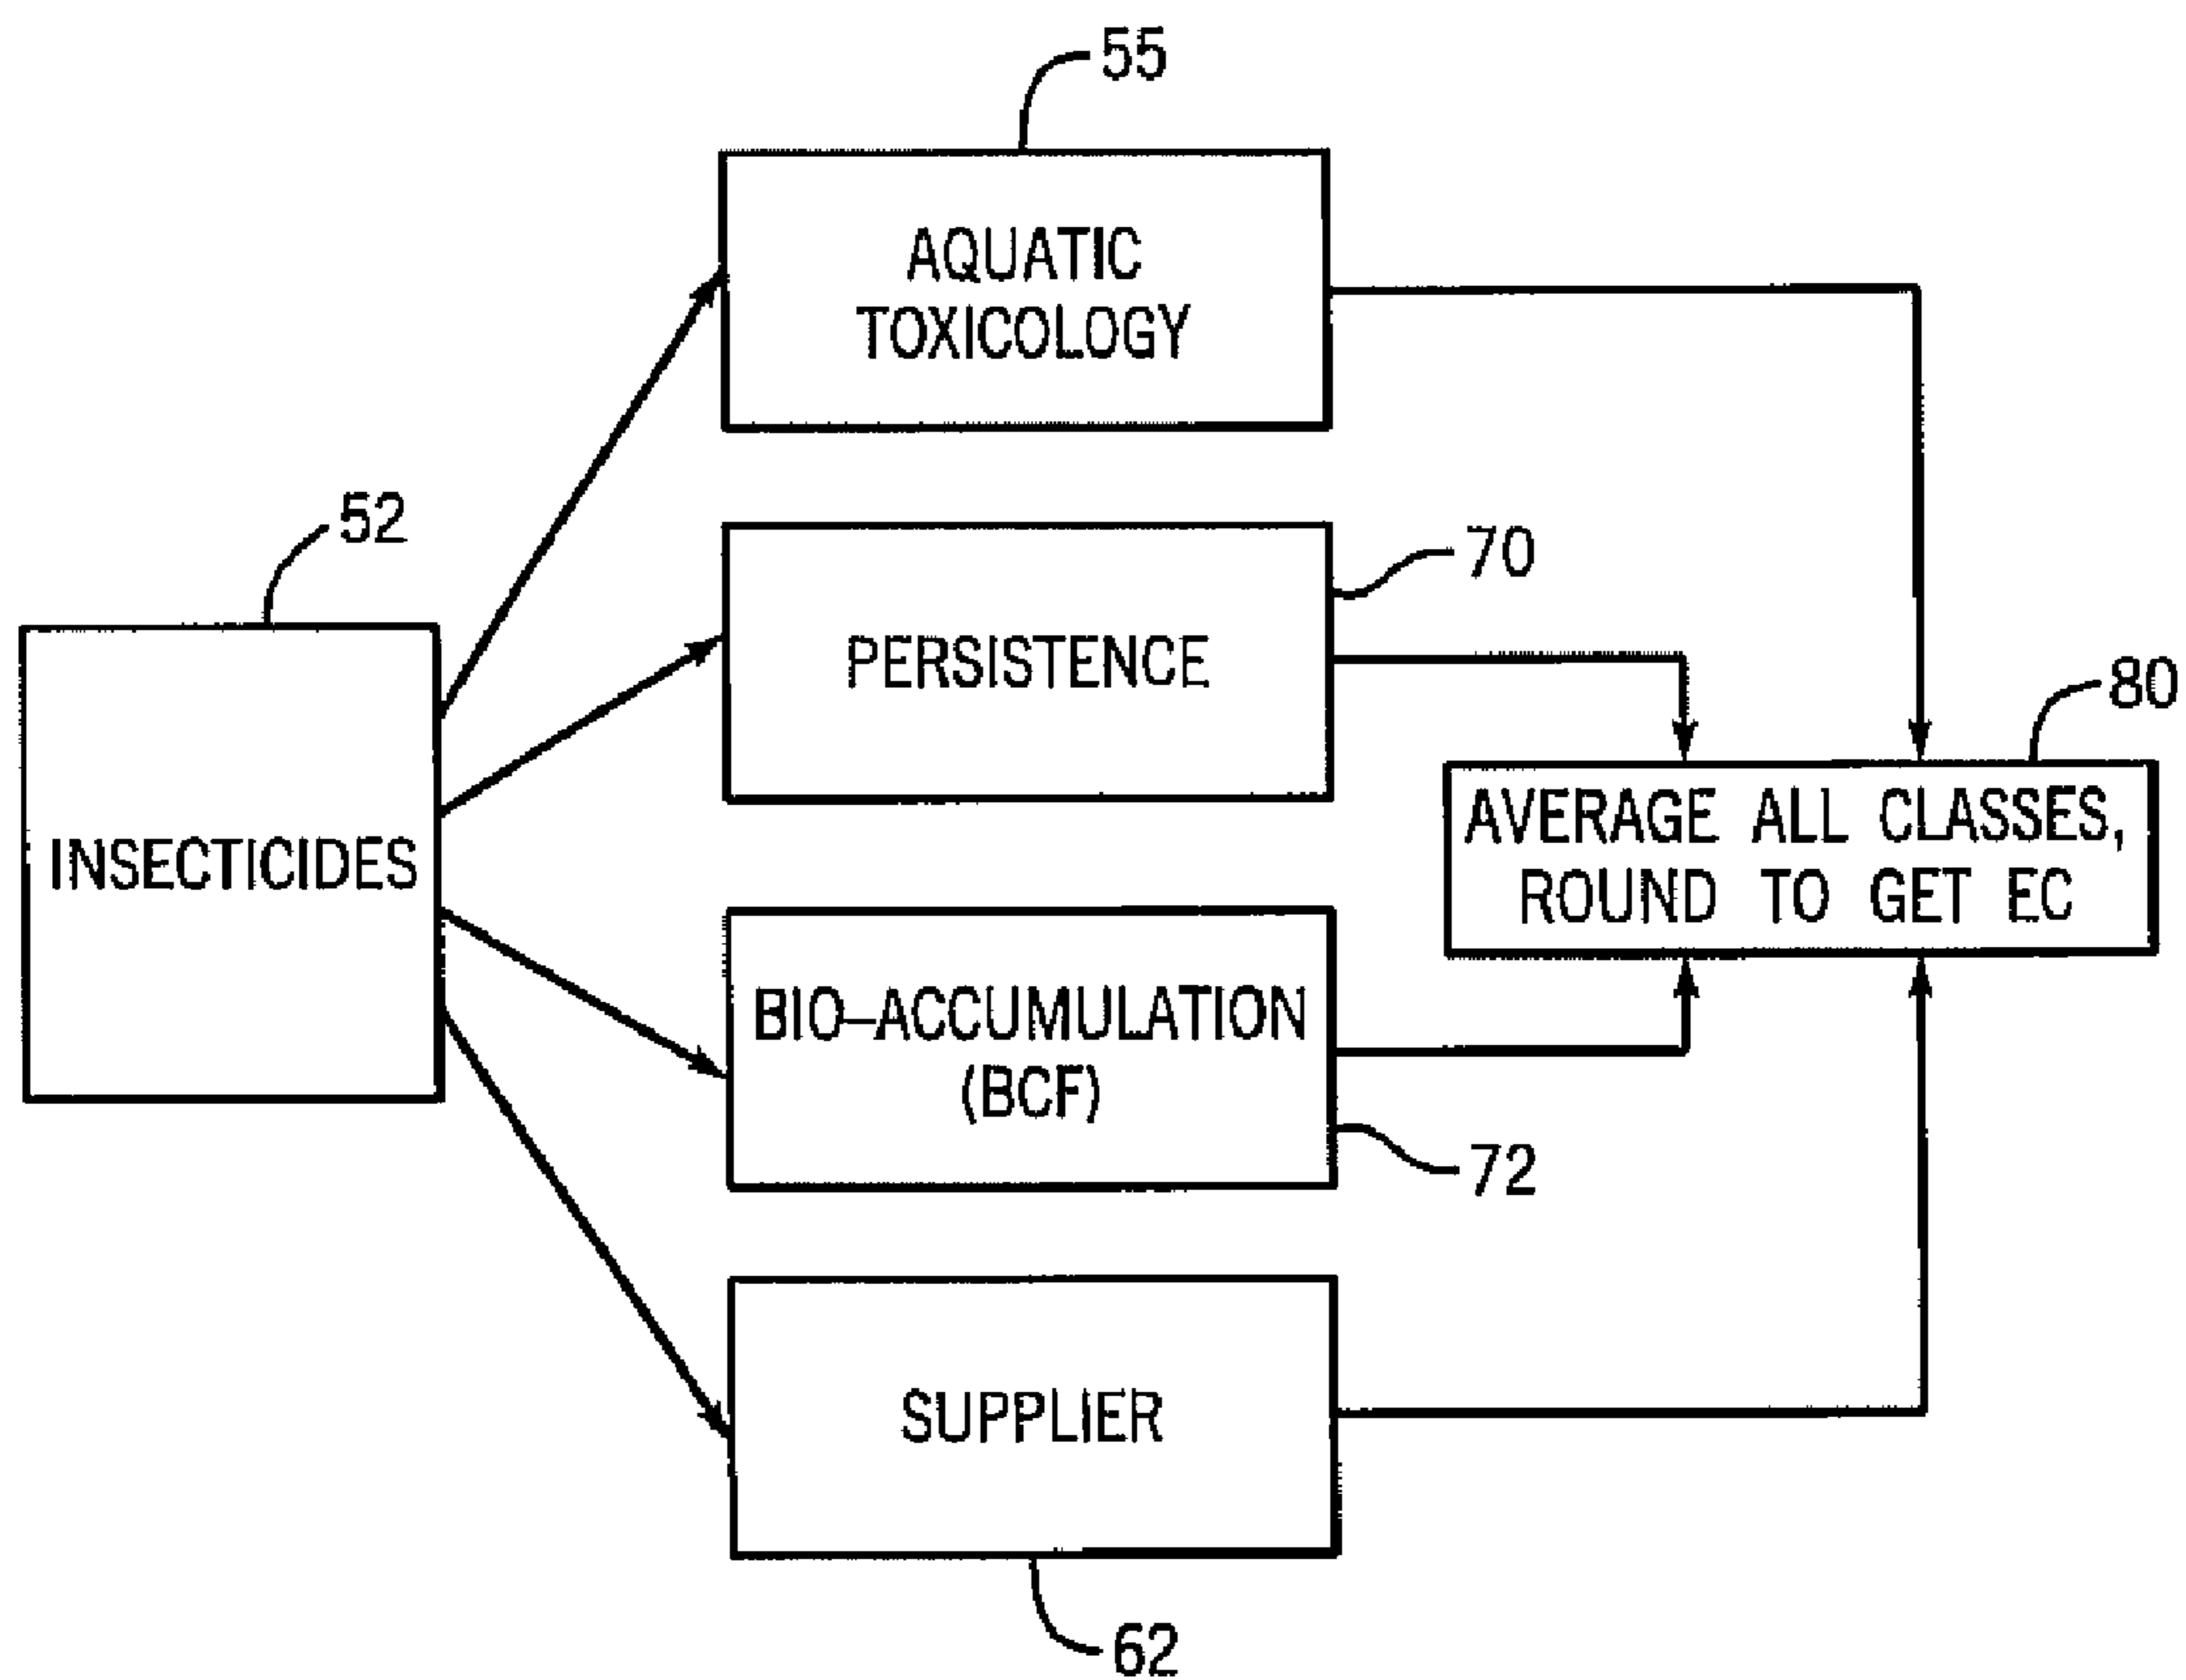 55
AQUATIC
TOXICOLOGY
52
INSECTICIDES
70
PERSISTENCE
80
AVERAGE ALL CLASSES,
ROUND TO GET EC
BIO-ACCUMULATION
(BCF)
72
SUPPLIER
62